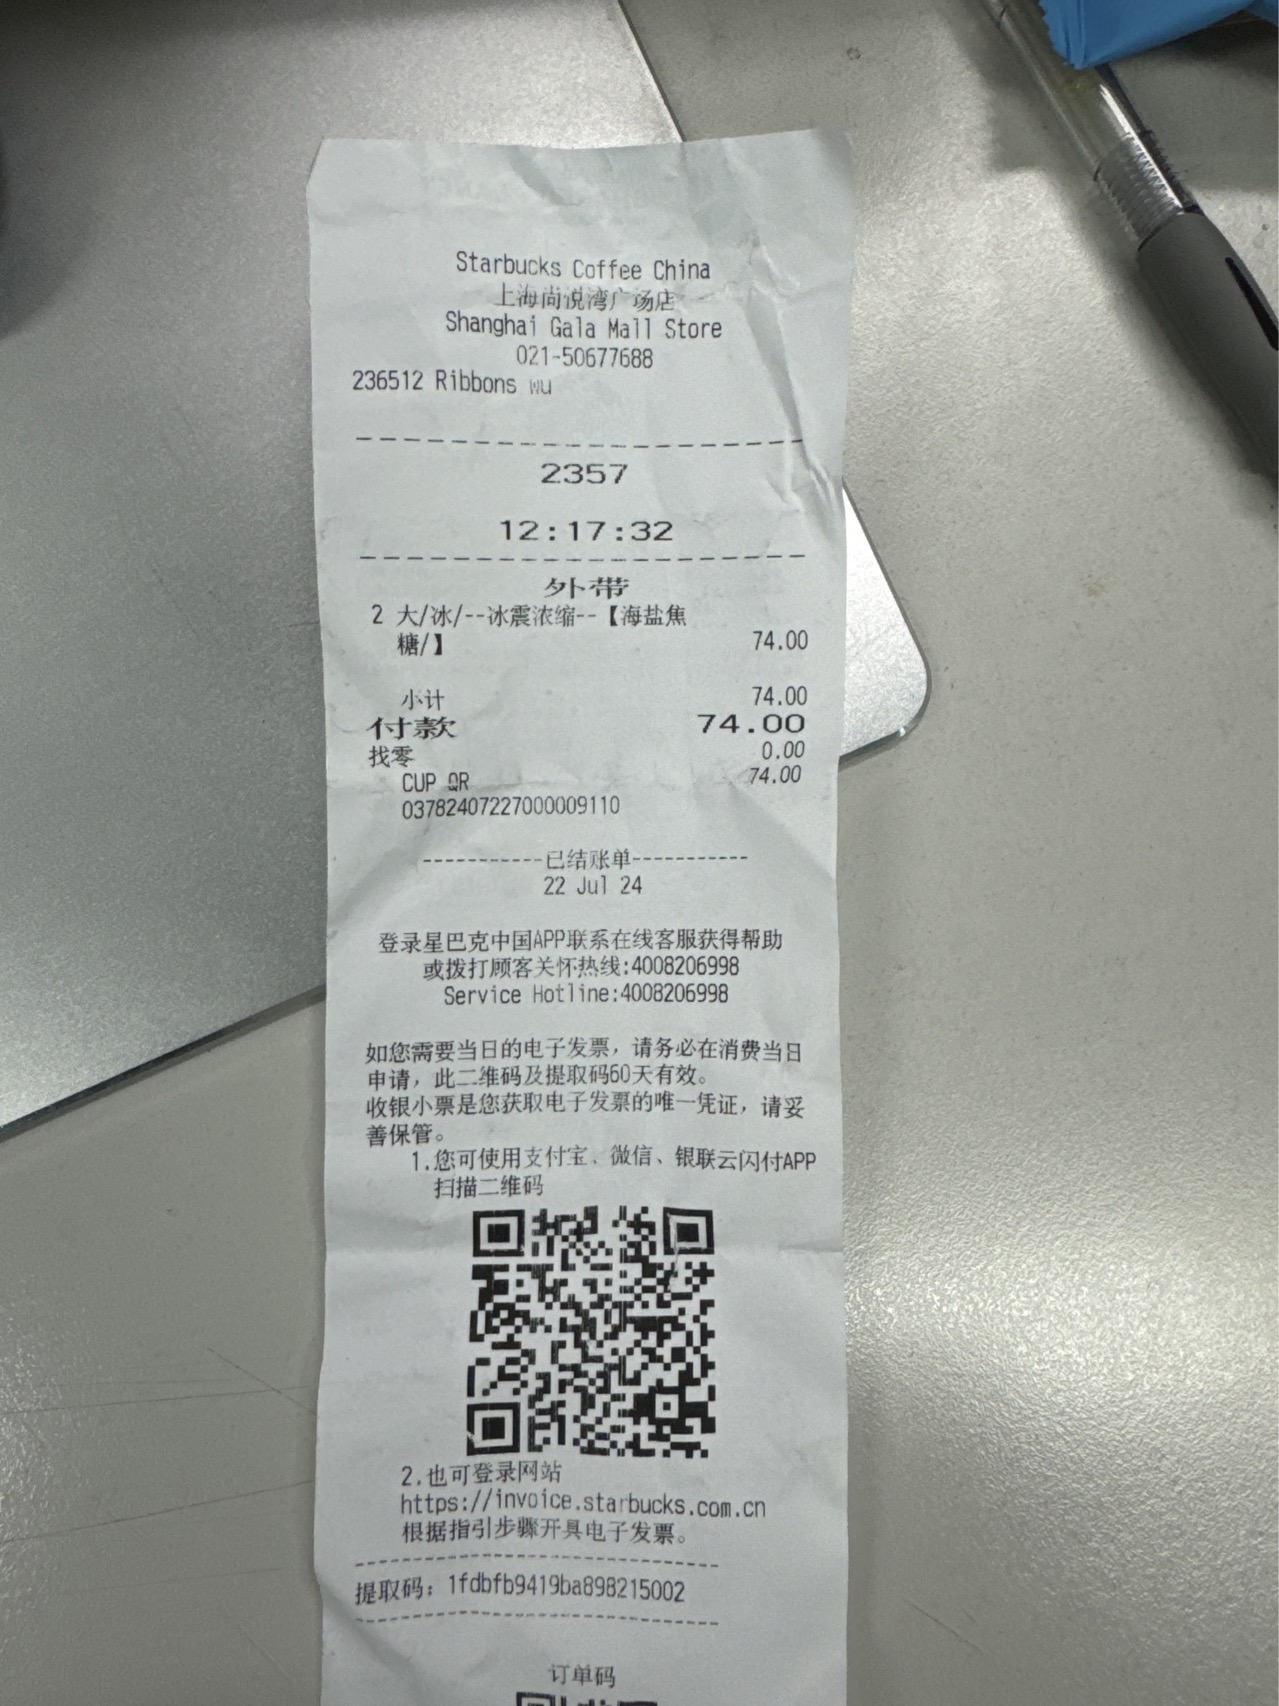 Starbucks Coffee China
上海尚悦湾广场店
Shanghai Gala Mall Store
021-50677688
236512 Ribbons wu
2357
12:17:32
外带
2 大/冰/--冰震浓缩--【海盐焦
糖/】 74.00
小计 74.00
付款 74.00
找零 0.00
CUP QR 74.00
03782407227000009110
-----------已结账单-----------
22 Jul 24
登录星巴克中国APP联系在线客服获得帮助
或拨打顾客关怀热线:4008206998
Service Hotline:4008206998
如您需要当日的电子发票，请务必在消费当日
申请，此二维码及提取码60天有效。
收银小票是您获取电子发票的唯一凭证，请妥
善保管。
1.您可使用支付宝、微信、银联云闪付APP
扫描二维码
2.也可登录网站
https://invoice.starbucks.com.cn
根据指引步骤开具电子发票。
提取码：1fdbfb9419ba898215002
订单码